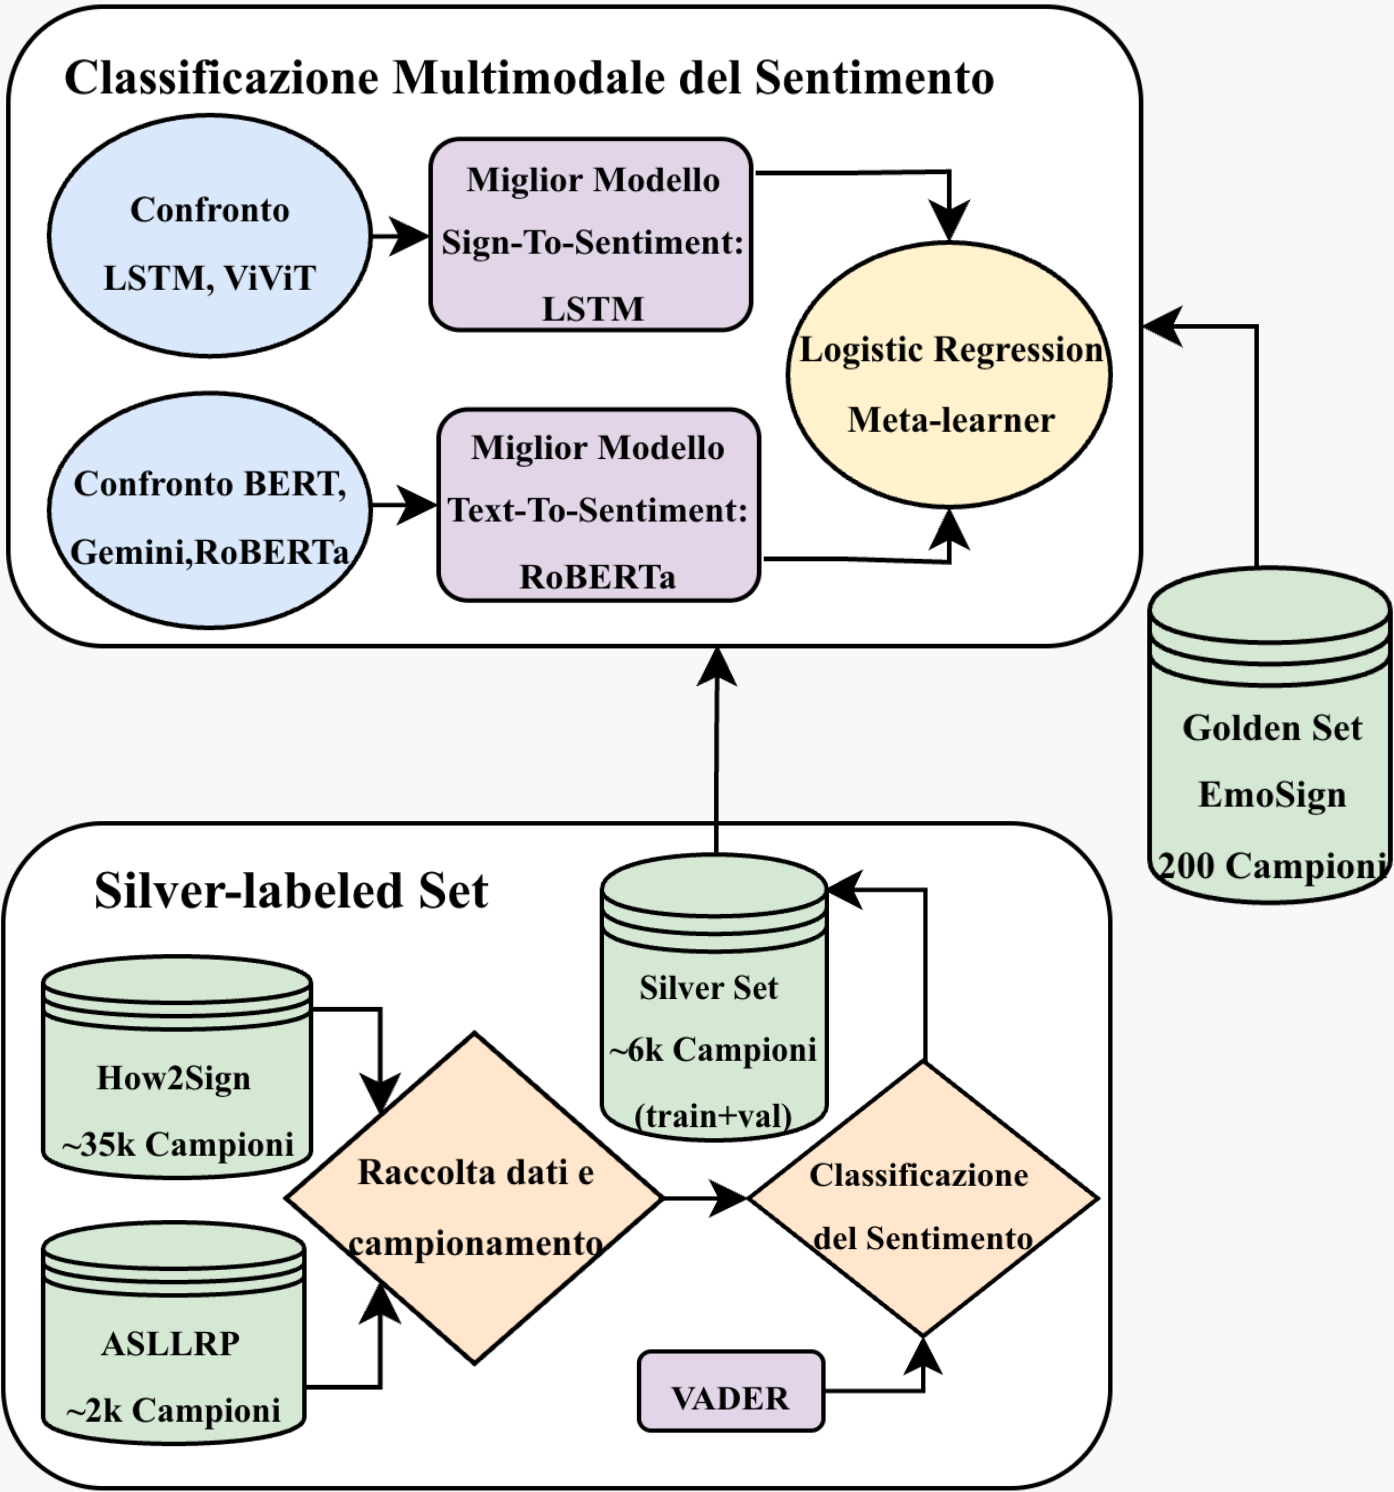 Classificazione Multimodale del Sentimento
Confronto
LSTM, ViViT
Miglior Modello
Sign-To-Sentiment:
LSTM
Logistic Regression
Meta-learner
Confronto BERT,
Gemini,RoBERTa
Miglior Modello
Text-To-Sentiment:
RoBERTa
Golden Set
EmoSign
200 Campioni
Silver-labeled Set
Silver Set
~6k Campioni
(train+val)
How2Sign
~35k Campioni
Raccolta dati e
campionamento
Classificazione
del Sentimento
ASLLRP
~2k Campioni
VADER